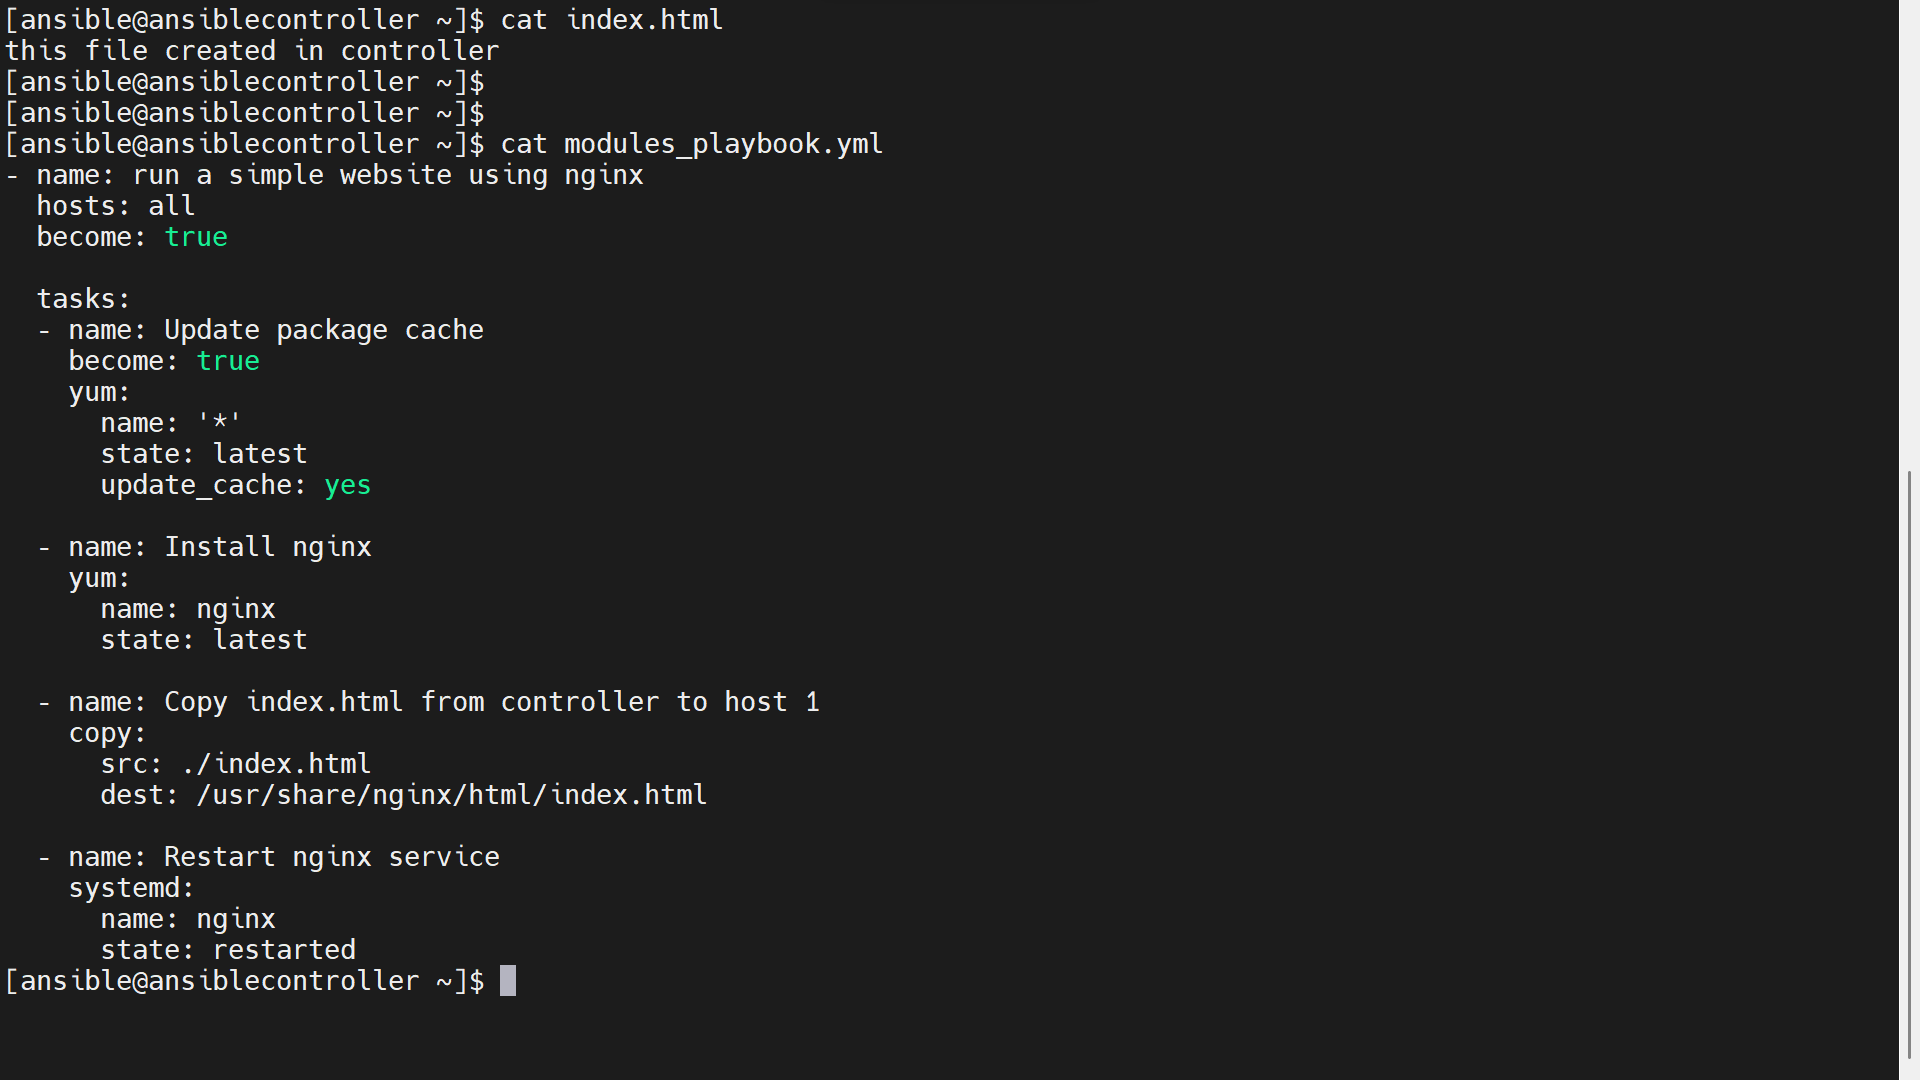 [ansible@ansiblecontroller ~]$ cat index.html
this file created in controller
[ansible@ansiblecontroller ~]$
[ansible@ansiblecontroller ~]$
[ansible@ansiblecontroller ~]$ cat modules_playbook.yml
- name: run a simple website using nginx
  hosts: all
  become: true

  tasks:
  - name: Update package cache
    become: true
    yum:
      name: '*'
      state: latest
      update_cache: yes

  - name: Install nginx
    yum:
      name: nginx
      state: latest

  - name: Copy index.html from controller to host 1
    copy:
      src: ./index.html
      dest: /usr/share/nginx/html/index.html

  - name: Restart nginx service
    systemd:
      name: nginx
      state: restarted
[ansible@ansiblecontroller ~]$